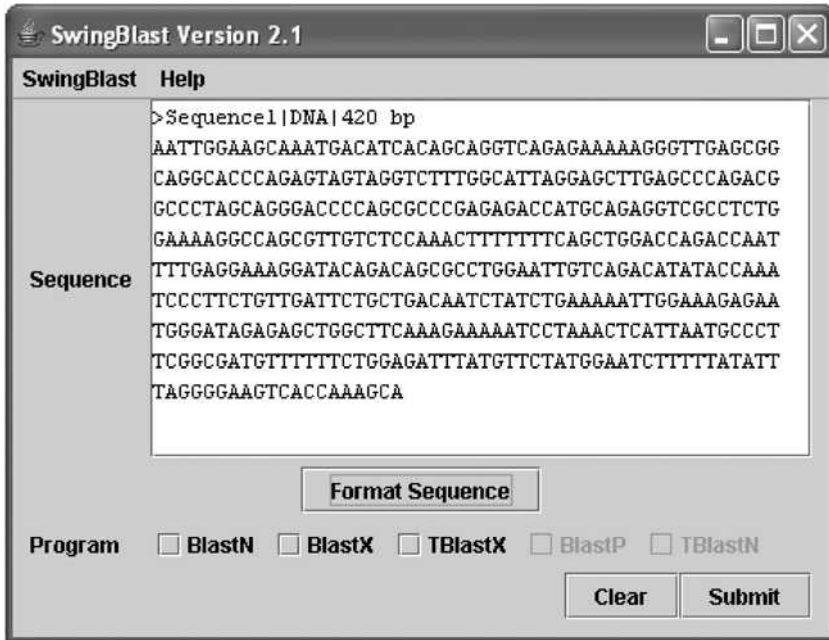 SwingBlast Version 2.1
SwingBlast Help
>Sequence1|DNA|420 bp
AATTGGAAGCAAATGACATCACAGCAGGTCAGAGAAAAAGGGTTGAGCGG
CAGGCACCCAGAGTAGTAGGTCTTTGGCATTAGGAGCTTGAGCCCAGACG
GCCCTAGCAGGGACCCCAGCGCCCGAGAGACCATGCAGAGGTCGCCTCTG
GAAAAGGCCAGCGTTGTCTCCAAACTTTTTTTCAGCTGGACCAGACCAAT
TTTGAGGAAAGGATACAGACAGCGCCTGGAATTGTCAGACATATACCAAA
Sequence
TCCCTTCTGTTGATTCTGCTGACAATCTATCTGAAAAATTGGAAAGAGAA
TGGGATAGAGAGCTGGCTTCAAAGAAAAATCCTAAACTCATTAATGCCCT
TCGGCGATGTTTTTTCTGGAGATTTATGTTCTATGGAATCTTTTTATATT
TAGGGGAAGTCACCAAAGCA
Format Sequence
Program BlastN BlastX TBlastX BlastP TBlastN
Clear Submit